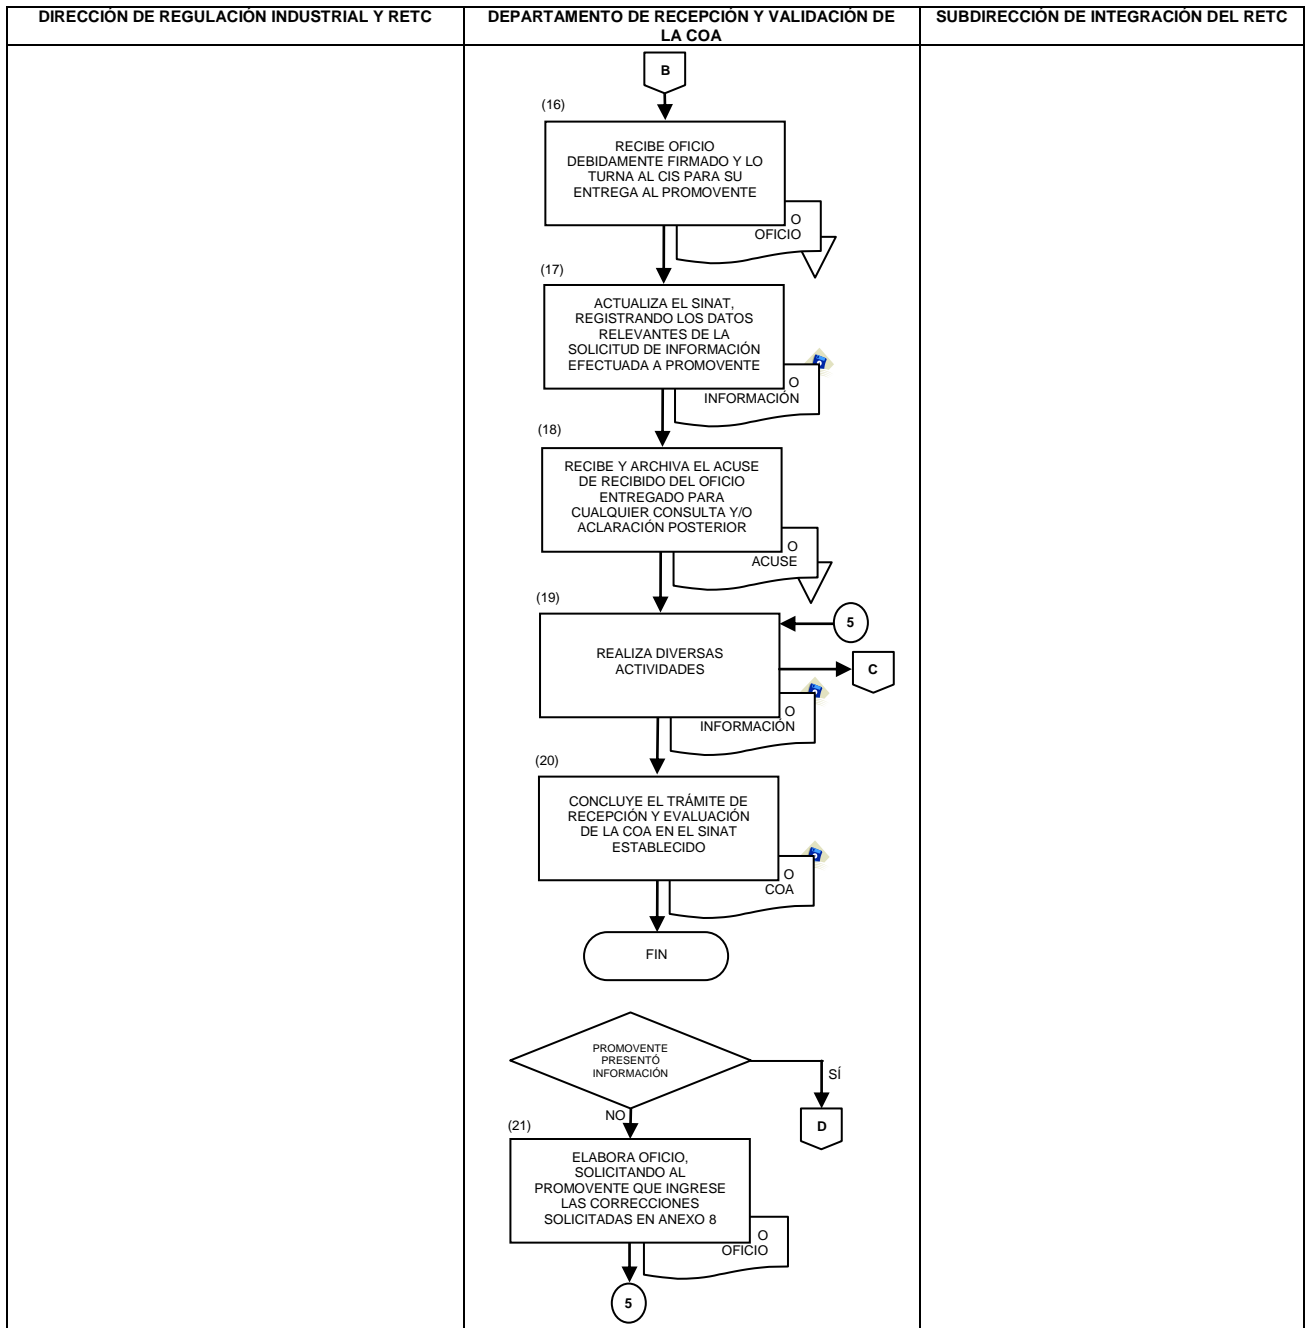 DIRECCIÓN DE REGULACIÓN INDUSTRIAL Y RETC
DEPARTAMENTO DE RECEPCIÓN Y VALIDACIÓN DE
LA COA
SUBDIRECCIÓN DE INTEGRACIÓN DEL RETC
B
(16)
RECIBE OFICIO
DEBIDAMENTE FIRMADO Y LO
TURNA AL CIS PARA SU
ENTREGA AL PROMOVENTE
O
OFICIO
(17)
ACTUALIZA EL SINAT,
REGISTRANDO LOS DATOS
RELEVANTES DE LA
SOLICITUD DE INFORMACIÓN
EFECTUADA A PROMOVENTE
O
INFORMACIÓN
(18)
RECIBE Y ARCHIVA EL ACUSE
DE RECIBIDO DEL OFICIO
ENTREGADO PARA
CUALQUIER CONSULTA Y/O
ACLARACIÓN POSTERIOR
O
ACUSE
(19)
5
REALIZA DIVERSAS
ACTIVIDADES
C
O
INFORMACIÓN
(20)
CONCLUYE EL TRÁMITE DE
RECEPCIÓN Y EVALUACIÓN
DE LA COA EN EL SINAT
ESTABLECIDO
O
COA
FIN
PROMOVENTE
PRESENTÓ
INFORMACIÓN
SÍ
NO
D
(21)
ELABORA OFICIO,
SOLICITANDO AL
PROMOVENTE QUE INGRESE
LAS CORRECCIONES
SOLICITADAS EN ANEXO 8
O
OFICIO
5